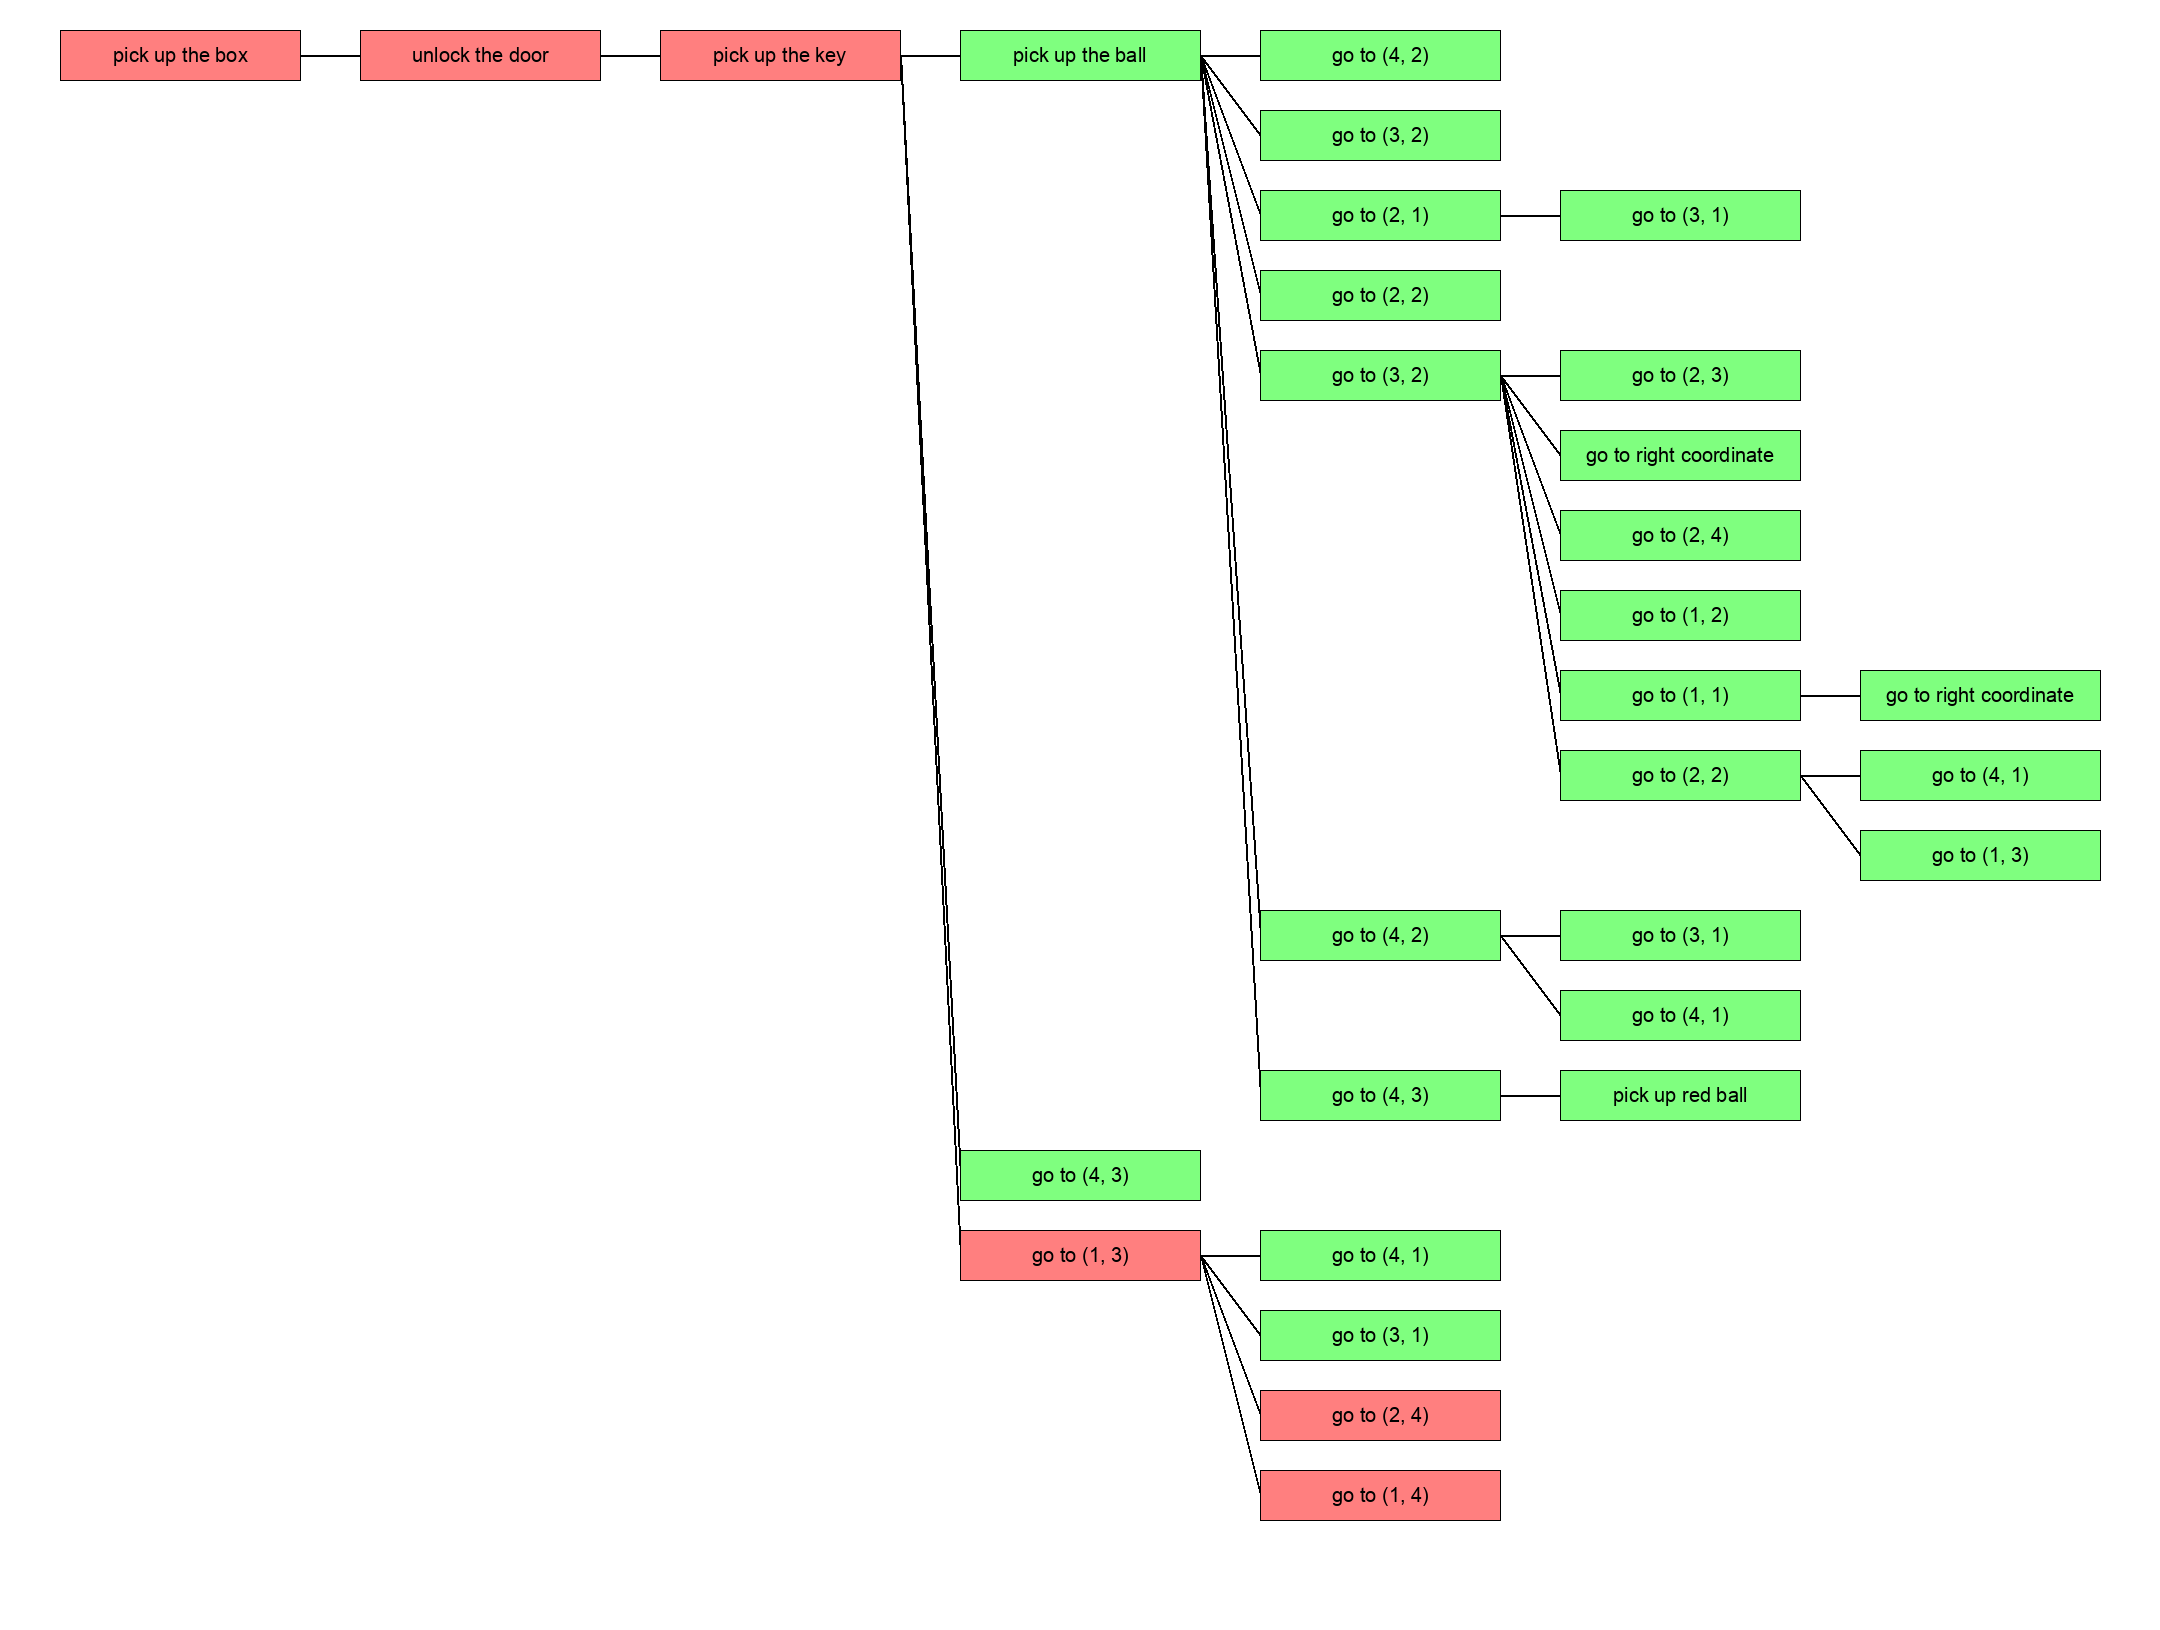 pick up the box
unlock the door
pick up the key
pick up the ball
go to (4, 2)
go to (3, 2)
go to (2, 1)
go to (3, 1)
go to (2, 2)
go to (3, 2)
go to (2, 3)
go to right coordinate
go to (2, 4)
go to (1, 2)
go to (1, 1)
go to right coordinate
go to (2, 2)
go to (4, 1)
go to (1, 3)
go to (4, 2)
go to (3, 1)
go to (4, 1)
go to (4, 3)
pick up red ball
go to (4, 3)
go to (1, 3)
go to (4, 1)
go to (3, 1)
go to (2, 4)
go to (1, 4)